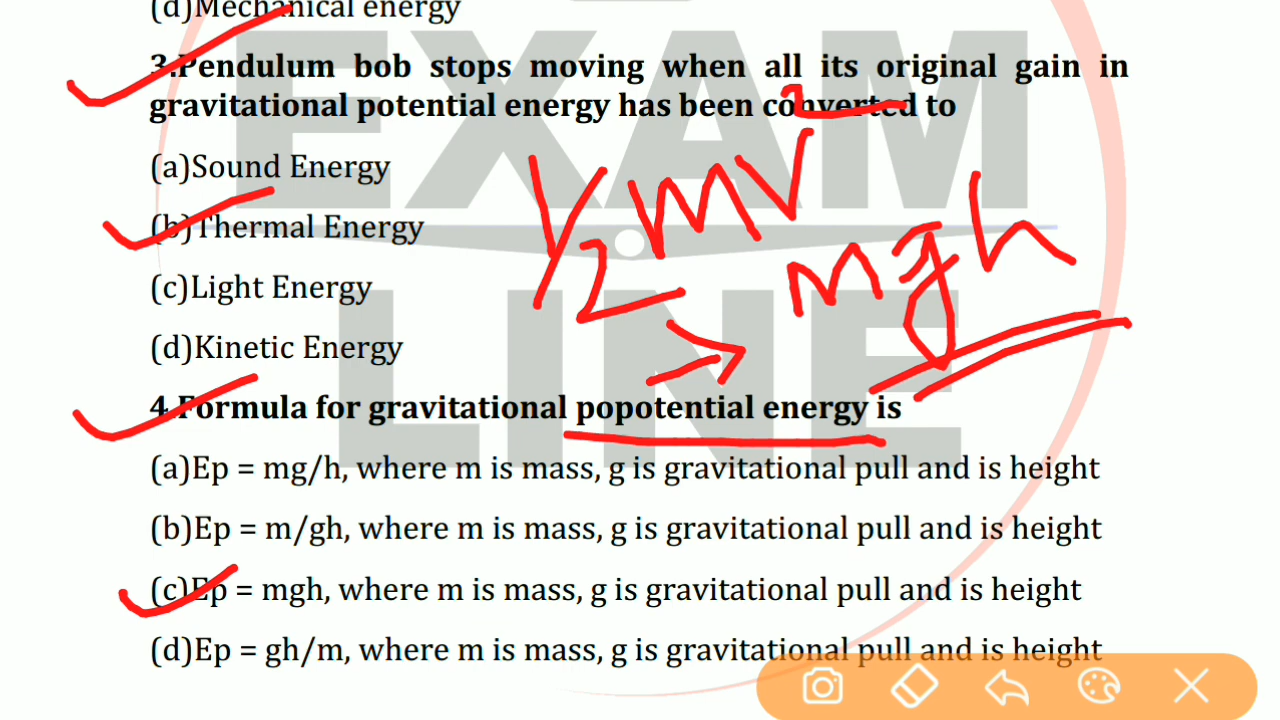 (d)Mechanical energy
3.Pendulum bob stops moving when all its original gain in
gravitational potential energy has been converted to
(a)Sound Energy
(b)Thermal Energy
(c)Light Energy
(d)Kinetic Energy
1/2 mv²
mgh
4.Formula for gravitational popotential energy is
(a)Ep = mg/h, where m is mass, g is gravitational pull and is height
(b)Ep = m/gh, where m is mass, g is gravitational pull and is height
(c)Ep = mgh, where m is mass, g is gravitational pull and is height
(d)Ep = gh/m, where m is mass, g is gravitational pull and is height
EXAM
LINE